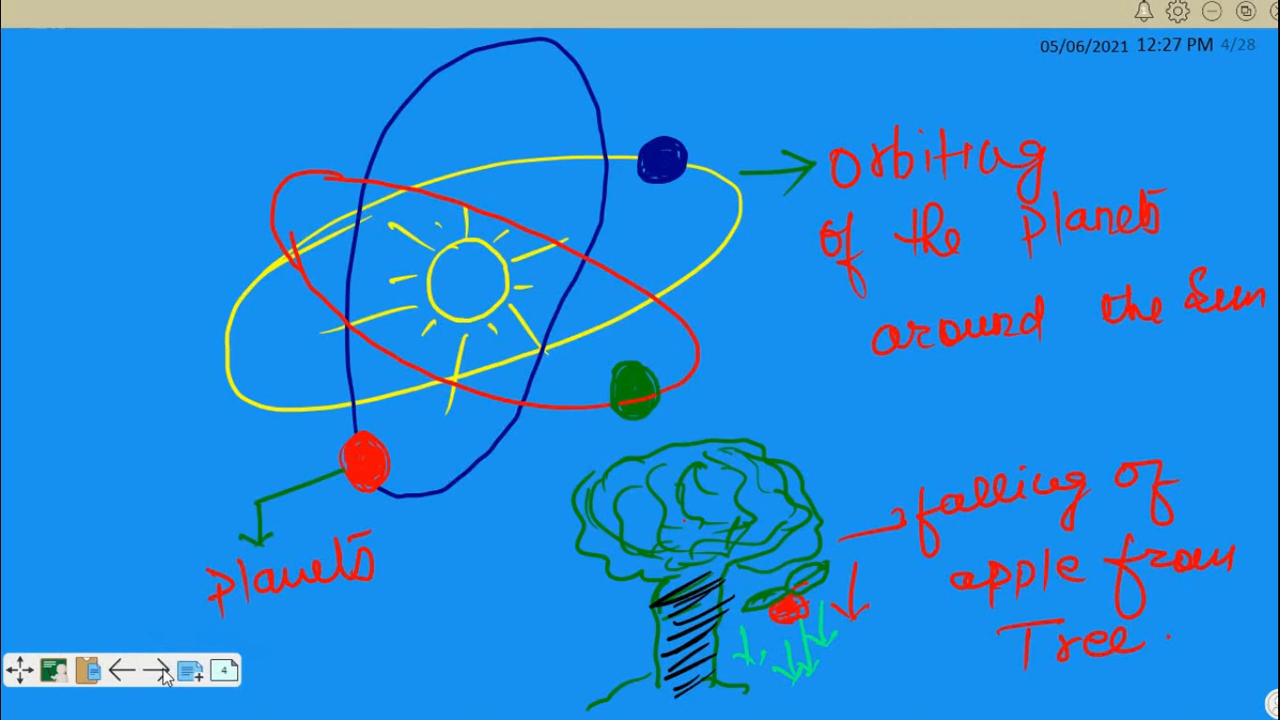 05/06/2021 12:27 PM 4/28
Orbiting
of the planets
around the Sun
planets
falling of
apple from
Tree.
4